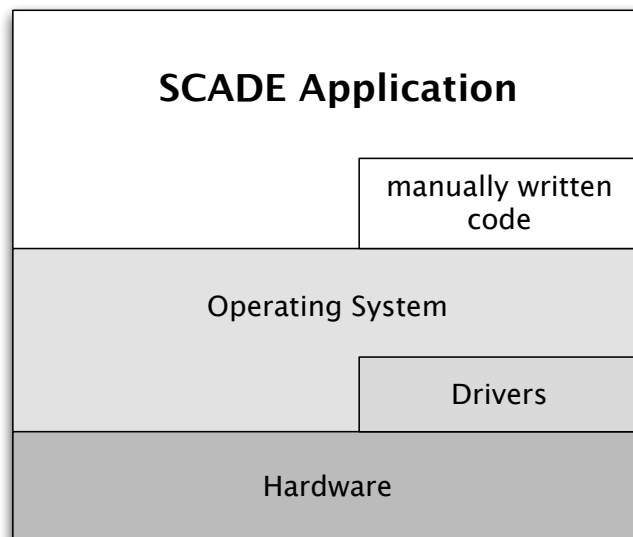 SCADE Application
manually written
code
Operating System
Drivers
Hardware